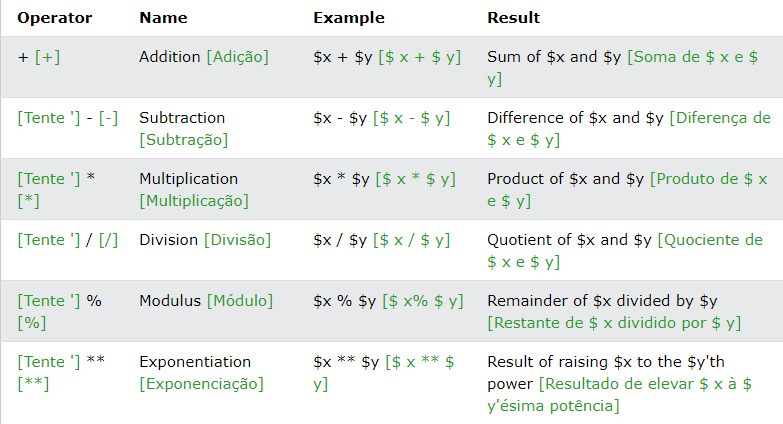 Operator Name Example Result
+ [+] Addition [Adição] $x + $y [$ x + $ y] Sum of $x and $y [Soma de $ x e $
y]
[Tente '] - [-] Subtraction $x - $y [$ x - $ y] Difference of $x and $y [Diferença de
[Subtração] $ x e $ y]
[Tente '] * Multiplication $x * $y [$ x * $ y] Product of $x and $y [Produto de $ x
[*] [Multiplicação] e $ y]
[Tente '] / [/] Division [Divisão] $x / $y [$ x / $ y] Quotient of $x and $y [Quociente de
$ x e $ y]
[Tente '] % Modulus [Módulo] $x % $y [$ x% $ y] Remainder of $x divided by $y
[%] [Restante de $ x dividido por $ y]
[Tente '] ** Exponentiation $x ** $y [$ x ** $ Result of raising $x to the $y'th
[**] [Exponenciação] y] power [Resultado de elevar $ x à $
y'ésima potência]